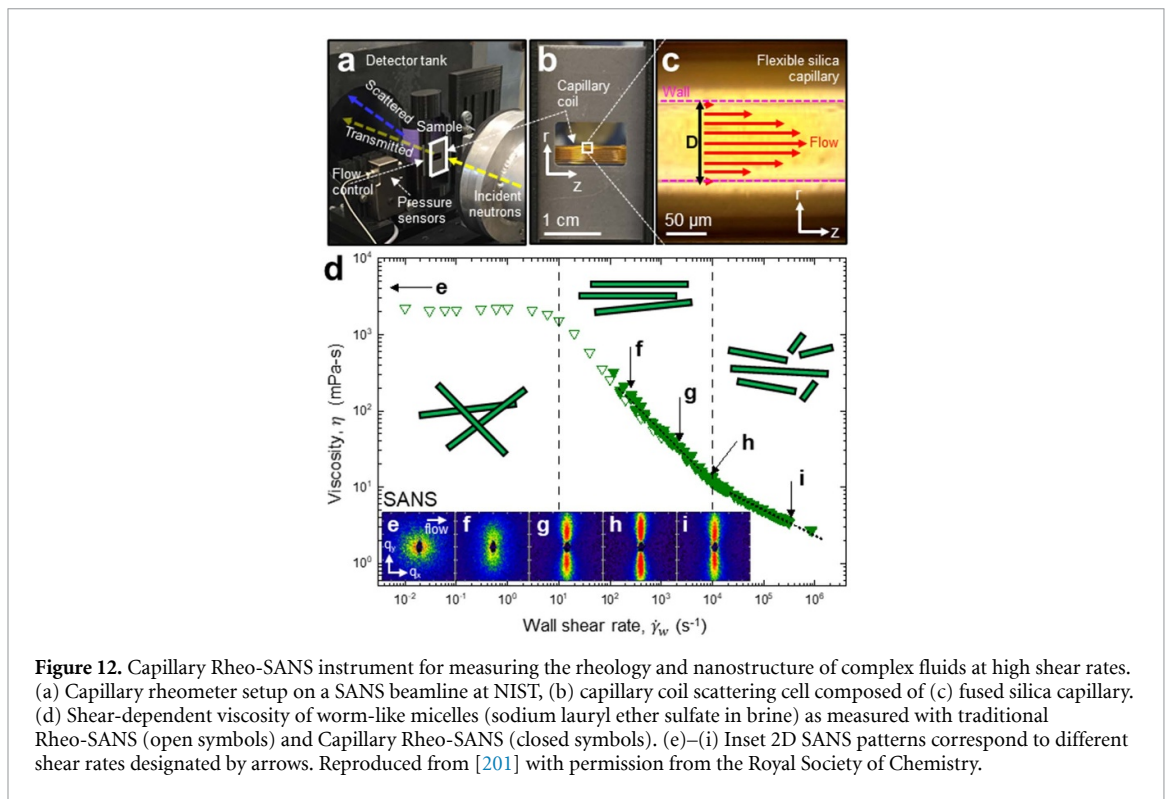 a
Detector tank
Scattered
Transmitted
Sample
Flow
control
Pressure
sensors
Incident
neutrons
b
Capillary
coil
r
z
1 cm
c
Flexible silica
capillary
Wall
D
Flow
50 μm
r
z
d
Viscosity, η (mPa-s)
10⁴
10³
10²
10¹
10⁰
e
f
g
h
i
SANS
e
flow
q_y
q_x
f
g
h
i
10⁻² 10⁻¹ 10⁰ 10¹ 10² 10³ 10⁴ 10⁵ 10⁶
Wall shear rate, γ̇_w (s⁻¹)
Figure 12. Capillary Rheo-SANS instrument for measuring the rheology and nanostructure of complex fluids at high shear rates.
(a) Capillary rheometer setup on a SANS beamline at NIST, (b) capillary coil scattering cell composed of (c) fused silica capillary.
(d) Shear-dependent viscosity of worm-like micelles (sodium lauryl ether sulfate in brine) as measured with traditional
Rheo-SANS (open symbols) and Capillary Rheo-SANS (closed symbols). (e)–(i) Inset 2D SANS patterns correspond to different
shear rates designated by arrows. Reproduced from [201] with permission from the Royal Society of Chemistry.